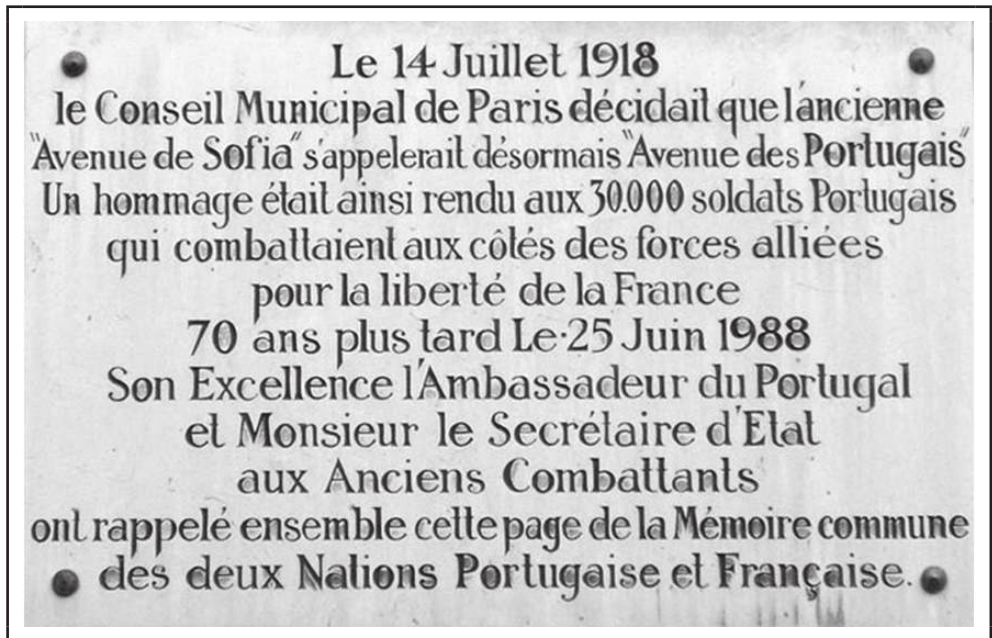 Le 14 Juillet 1918
le Conseil Municipal de Paris décidait que l'ancienne
"Avenue de Sofia" s'appelerait désormais "Avenue des Portugais"
Un hommage était ainsi rendu aux 30.000 soldats Portugais
qui combattaient aux côtés des forces alliées
pour la liberté de la France
70 ans plus tard Le·25 Juin 1988
Son Excellence l'Ambassadeur du Portugal
et Monsieur le Secrétaire d'Etat
aux Anciens Combattants
ont rappelé ensemble cette page de la Mémoire commune
des deux Nations Portugaise et Française.